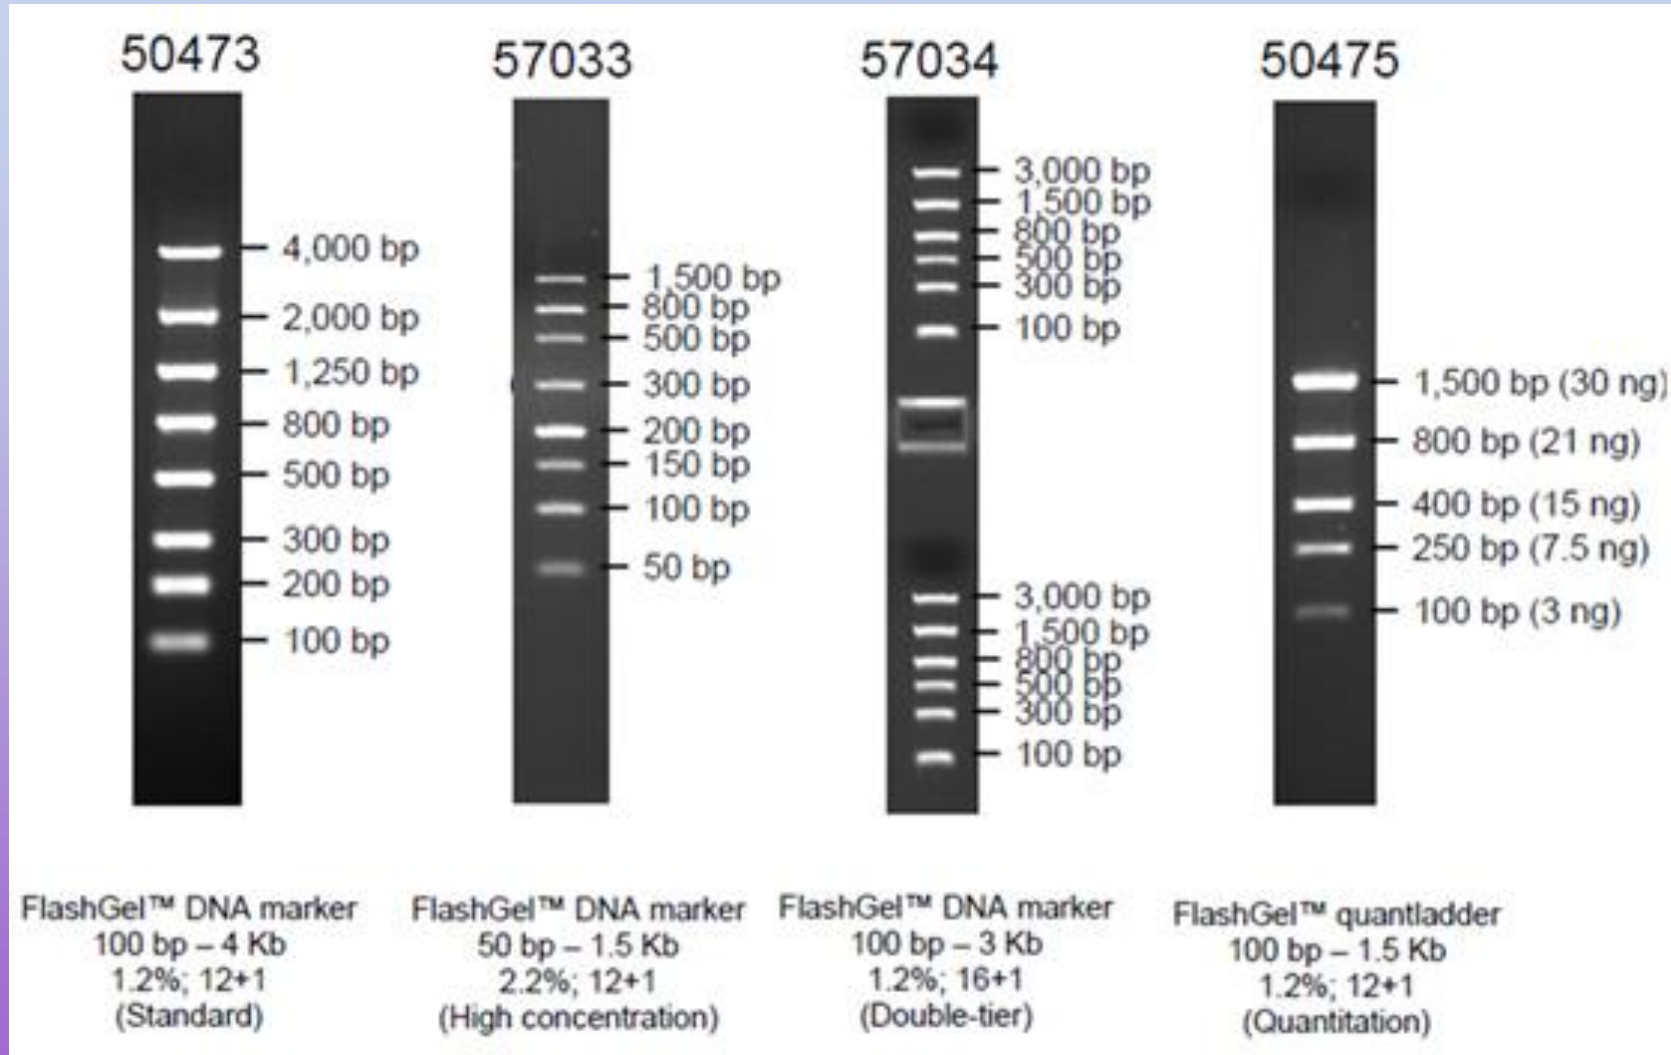 50473
4,000 bp
2,000 bp
1,250 bp
800 bp
500 bp
300 bp
200 bp
100 bp
FlashGel™ DNA marker
100 bp – 4 Kb
1.2%; 12+1
(Standard)
57033
1,500 bp
800 bp
500 bp
300 bp
200 bp
150 bp
100 bp
50 bp
FlashGel™ DNA marker
50 bp – 1.5 Kb
2.2%; 12+1
(High concentration)
57034
3,000 bp
1,500 bp
800 bp
500 bp
300 bp
100 bp
3,000 bp
1,500 bp
800 bp
500 bp
300 bp
100 bp
FlashGel™ DNA marker
100 bp – 3 Kb
1.2%; 16+1
(Double-tier)
50475
1,500 bp (30 ng)
800 bp (21 ng)
400 bp (15 ng)
250 bp (7.5 ng)
100 bp (3 ng)
FlashGel™ quantladder
100 bp – 1.5 Kb
1.2%; 12+1
(Quantitation)